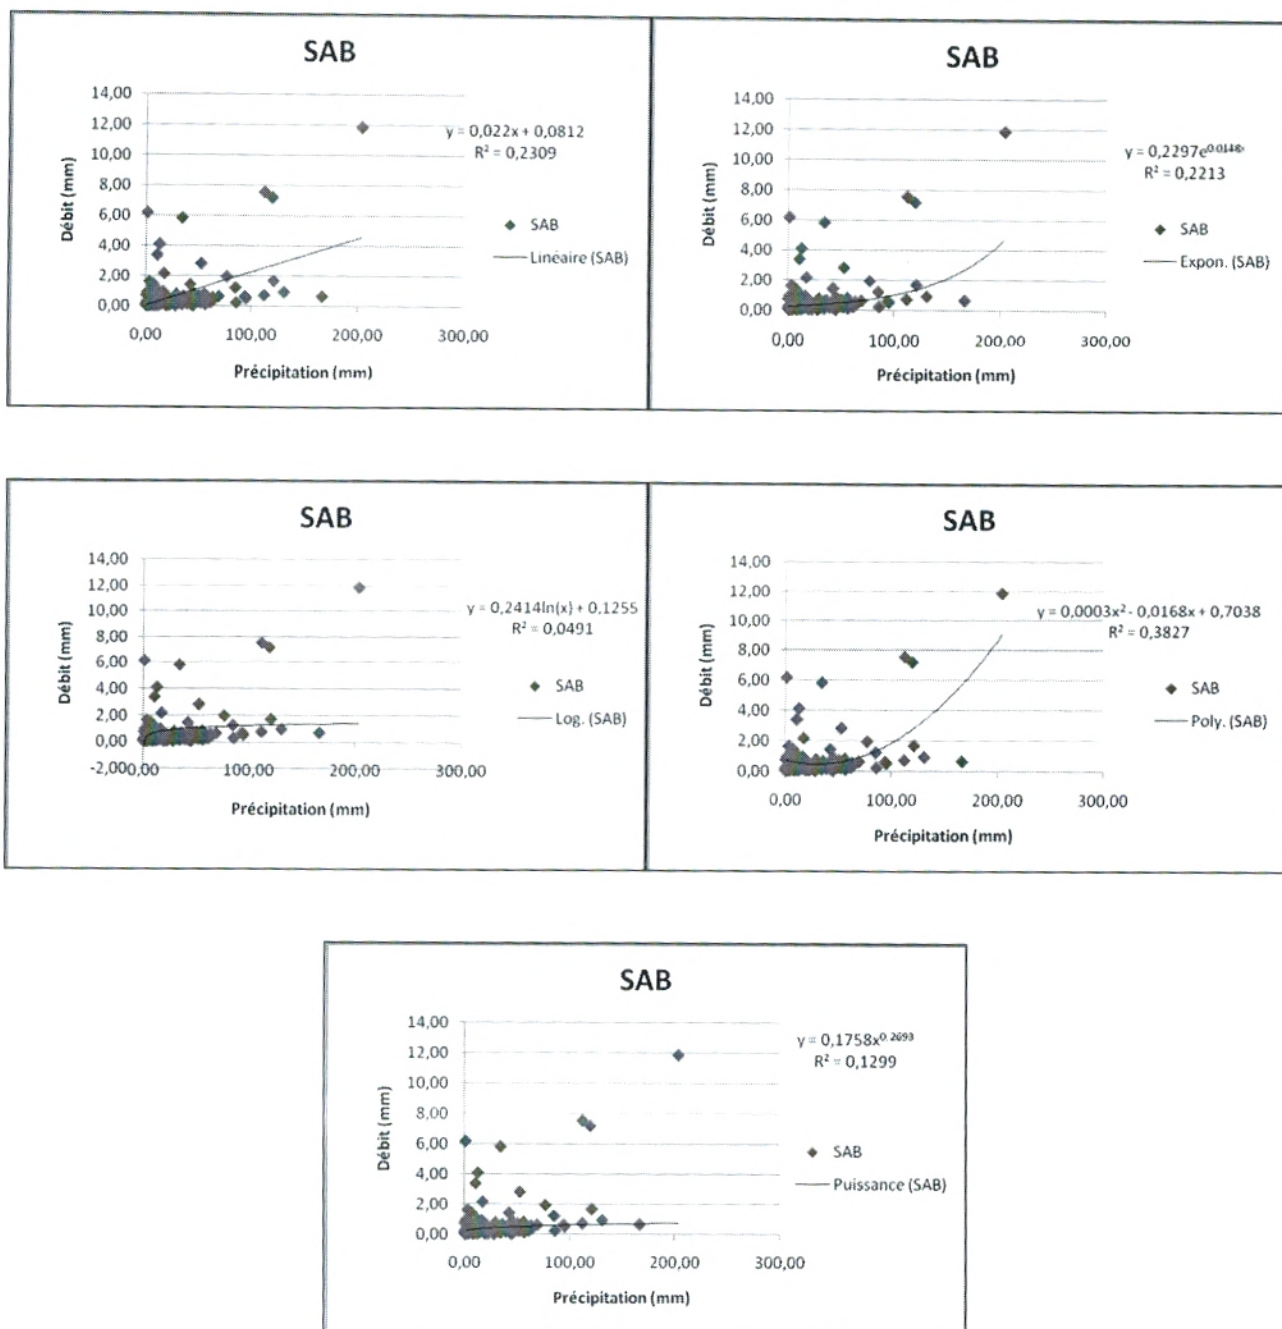 SAB
14,00
12,00
10,00
8,00
6,00
4,00
2,00
0,00
Débit (mm)
0,00 100,00 200,00 300,00
Précipitation (mm)
y = 0,022x + 0,0812
R² = 0,2309
SAB
Linéaire (SAB)
SAB
14,00
12,00
10,00
8,00
6,00
4,00
2,00
0,00
Débit (mm)
0,00 100,00 200,00 300,00
Précipitation (mm)
y = 0,2297e^0,0148x
R² = 0,2213
SAB
Expon. (SAB)
SAB
14,00
12,00
10,00
8,00
6,00
4,00
2,00
0,00
-2,00
Débit (mm)
0,00 100,00 200,00 300,00
Précipitation (mm)
y = 0,2414ln(x) + 0,1255
R² = 0,0491
SAB
Log. (SAB)
SAB
14,00
12,00
10,00
8,00
6,00
4,00
2,00
0,00
Débit (mm)
0,00 100,00 200,00 300,00
Précipitation (mm)
y = 0,0003x² - 0,0168x + 0,7038
R² = 0,3827
SAB
Poly. (SAB)
SAB
14,00
12,00
10,00
8,00
6,00
4,00
2,00
0,00
Débit (mm)
0,00 100,00 200,00 300,00
Précipitation (mm)
y = 0,1758x^0,2693
R² = 0,1299
SAB
Puissance (SAB)